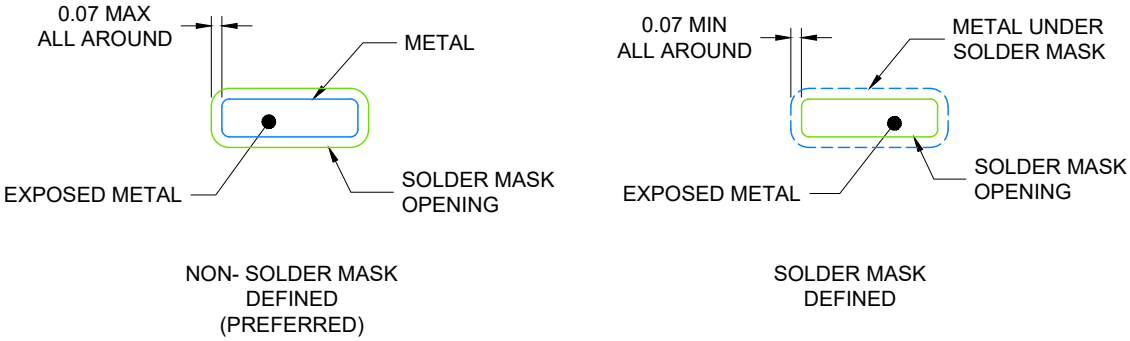 0.07 MAX
ALL AROUND
METAL
EXPOSED METAL
SOLDER MASK
OPENING
NON- SOLDER MASK
DEFINED
(PREFERRED)
0.07 MIN
ALL AROUND
METAL UNDER
SOLDER MASK
EXPOSED METAL
SOLDER MASK
OPENING
SOLDER MASK
DEFINED